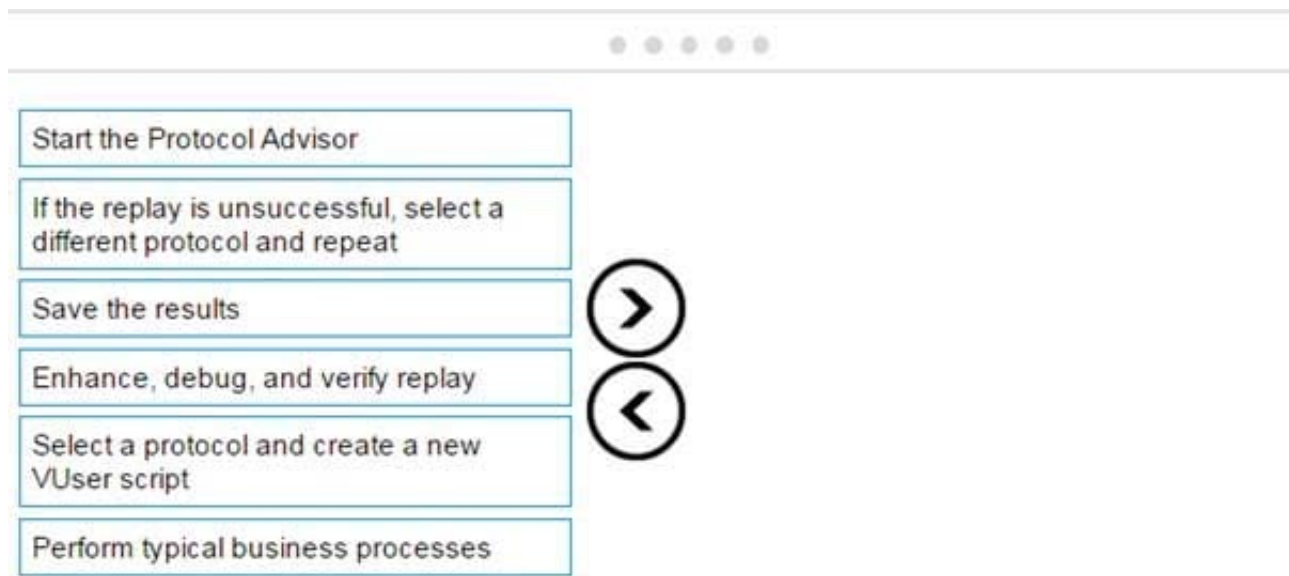 Start the Protocol Advisor
If the replay is unsuccessful, select a
different protocol and repeat
Save the results
Enhance, debug, and verify replay
Select a protocol and create a new
VUser script
Perform typical business processes